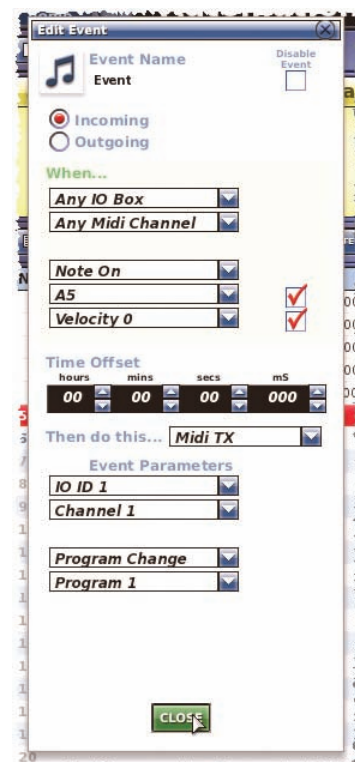 Edit Event
Event Name
Disable
Event
Event
Incoming
Outgoing
When...
Any IO Box
Any Midi Channel
Note On
A5
Velocity 0
Time Offset
hours mins secs mS
00 00 00 000
Then do this... Midi TX
Event Parameters
IO ID 1
Channel 1
Program Change
Program 1
CLOSE
20